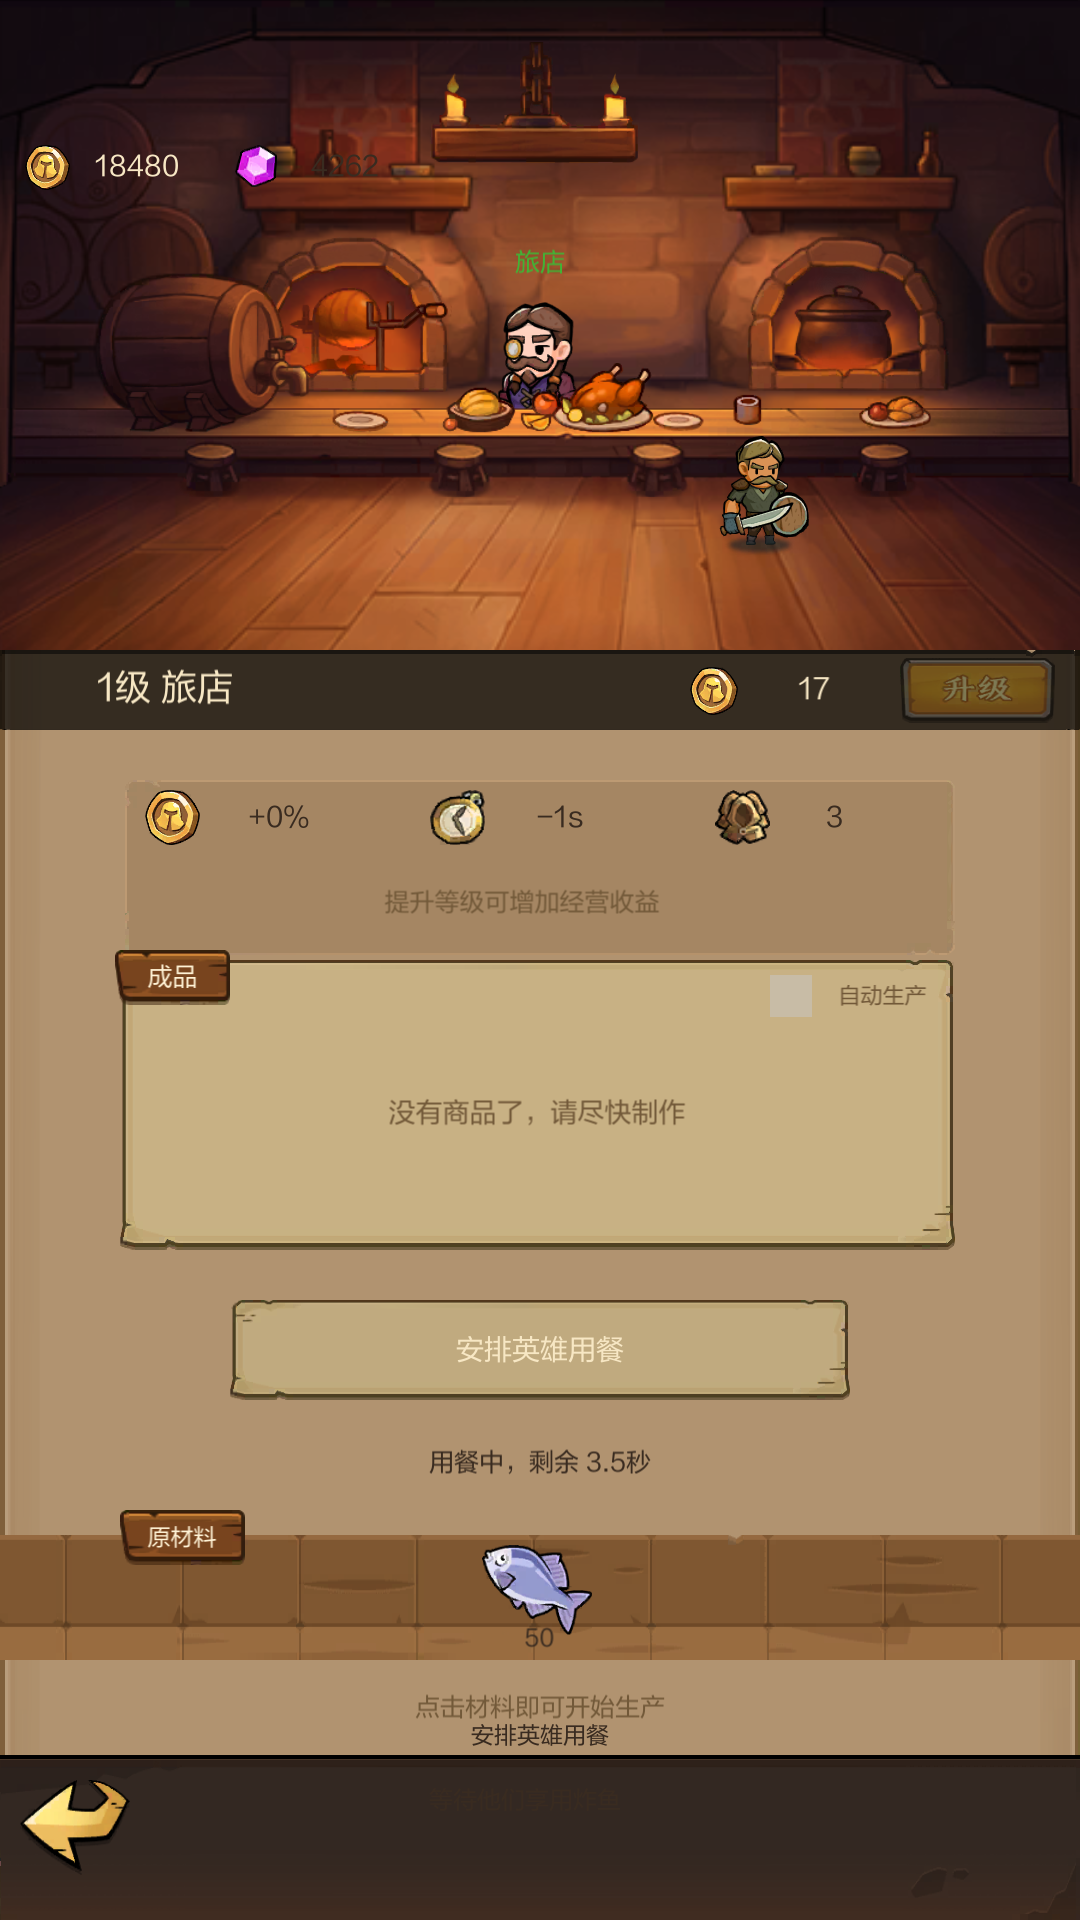 18480
4362
旅店
1级 旅店
17
升级
+0%
-1s
3
提升等级可增加经营收益
成品
自动生产
没有商品了，请尽快制作
安排英雄用餐
用餐中，剩余 3.5秒
原材料
50
点击材料即可开始生产
安排英雄用餐